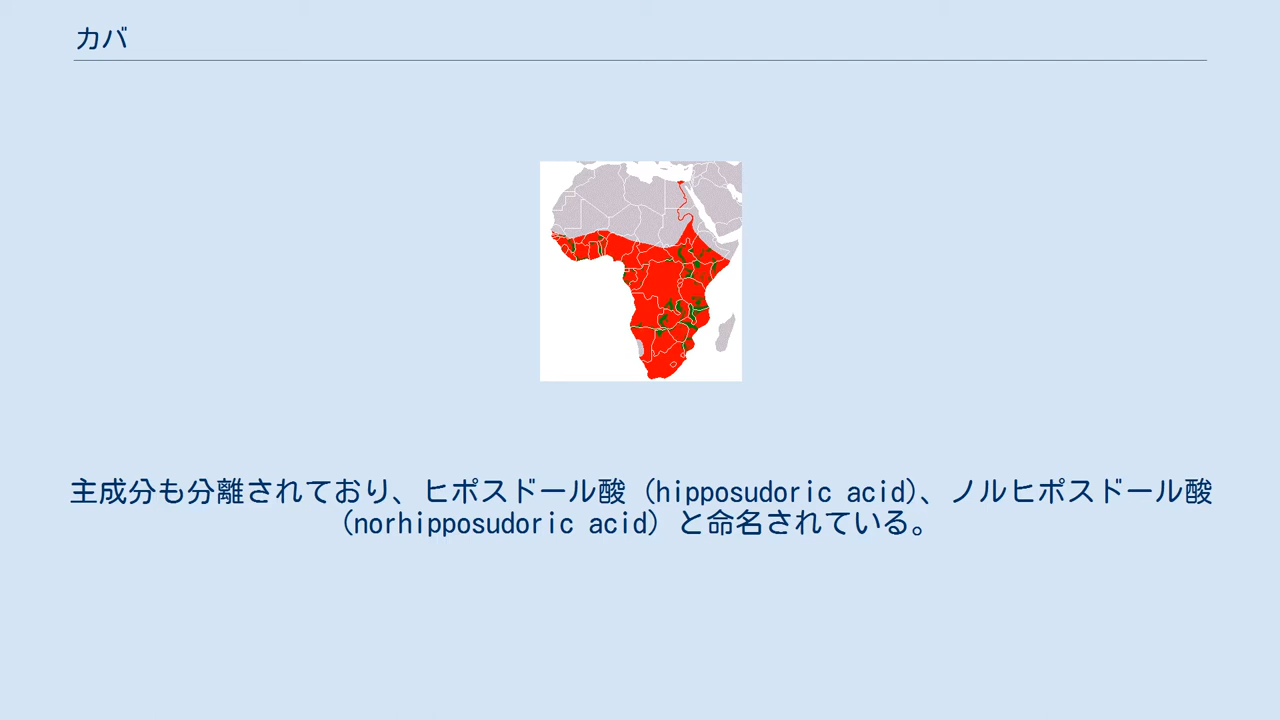 カバ
主成分も分離されており、ヒポスドール酸（hipposudoric acid）、ノルヒポスドール酸
（norhipposudoric acid）と命名されている。